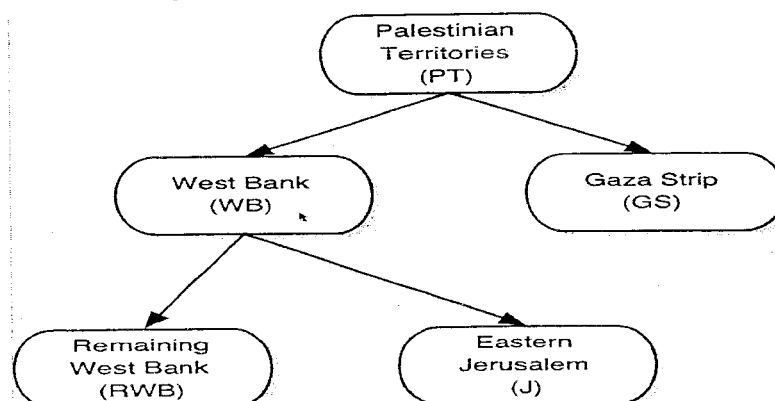 Palestinian
Territories
(PT)
West Bank
(WB)
Gaza Strip
(GS)
Remaining
West Bank
(RWB)
Eastern
Jerusalem
(J)